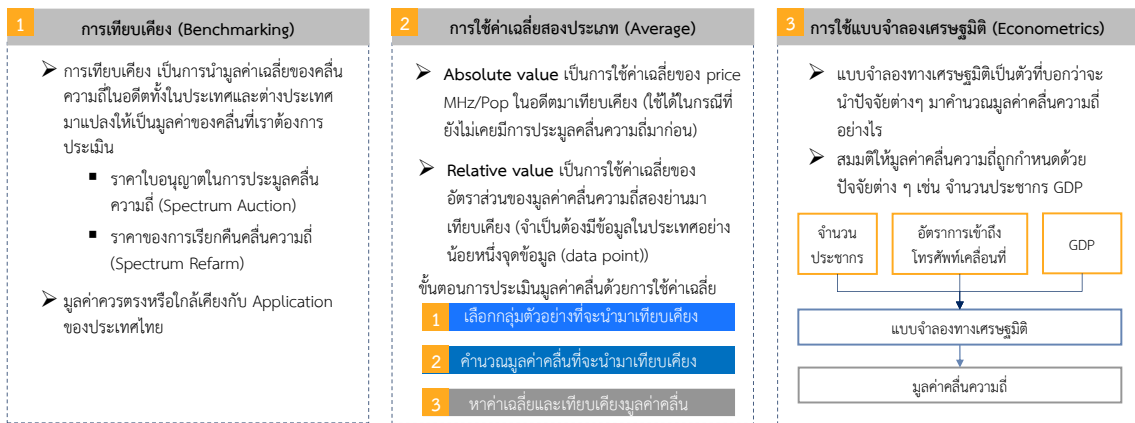 1
การเทียบเคียง (Benchmarking)
การเทียบเคียง เป็นการนำมูลค่าเฉลี่ยของคลื่น
ความถี่ในอดีตทั้งในประเทศและต่างประเทศ
มาแปลงให้เป็นมูลค่าของคลื่นที่เราต้องการ
ประเมิน
ราคาใบอนุญาตในการประมูลคลื่น
ความถี่ (Spectrum Auction)
ราคาของการเรียกคืนคลื่นความถี่
(Spectrum Refarm)
มูลค่าควรตรงหรือใกล้เคียงกับ Application
ของประเทศไทย
2
การใช้ค่าเฉลี่ยสองประเภท (Average)
Absolute value เป็นการใช้ค่าเฉลี่ยของ price
MHz/Pop ในอดีตมาเทียบเคียง (ใช้ได้ในกรณีที่
ยังไม่เคยมีการประมูลคลื่นความถี่มาก่อน)
Relative value เป็นการใช้ค่าเฉลี่ยของ
อัตราส่วนของมูลค่าคลื่นความถี่สองย่านมา
เทียบเคียง (จำเป็นต้องมีข้อมูลในประเทศอย่าง
น้อยหนึ่งจุดข้อมูล (data point))
ขั้นตอนการประเมินมูลค่าคลื่นด้วยการใช้ค่าเฉลี่ย
1 เลือกกลุ่มตัวอย่างที่จะนำมาเทียบเคียง
2 คำนวณมูลค่าคลื่นที่จะนำมาเทียบเคียง
3 หาค่าเฉลี่ยและเทียบเคียงมูลค่าคลื่น
3
การใช้แบบจำลองเศรษฐมิติ (Econometrics)
แบบจำลองทางเศรษฐมิติเป็นตัวที่บอกว่าจะ
นำปัจจัยต่างๆ มาคำนวณมูลค่าคลื่นความถี่
อย่างไร
สมมติให้มูลค่าคลื่นความถี่ถูกกำหนดด้วย
ปัจจัยต่าง ๆ เช่น จำนวนประชากร GDP
จำนวน
ประชากร
อัตราการเข้าถึง
โทรศัพท์เคลื่อนที่
GDP
แบบจำลองทางเศรษฐมิติ
มูลค่าคลื่นความถี่